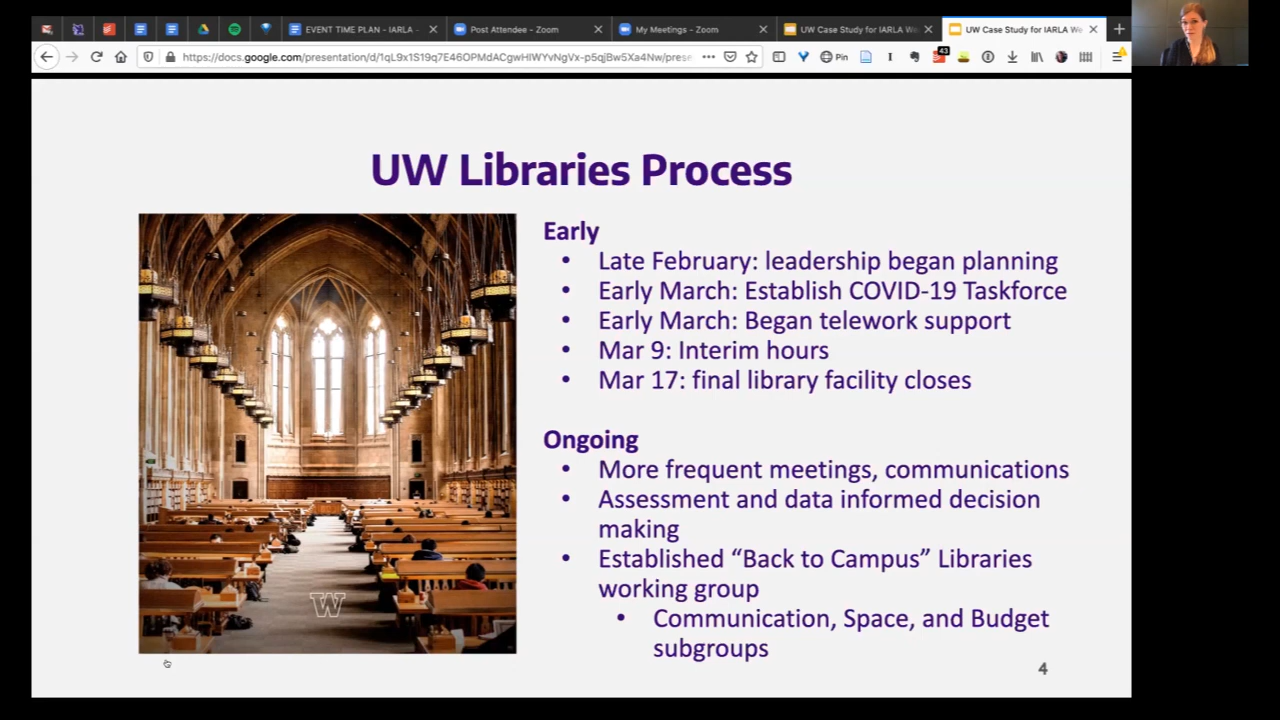 EVENT TIME PLAN - IARLA -
Post Attendee - Zoom
My Meetings - Zoom
UW Case Study for IARLA We
UW Case Study for IARLA We
https://docs.google.com/presentation/d/1qL9x1S19q7E46OPMdACgwHIWYvNgVx-p5qjBw5Xa4Nw/prese
Pin
43
UW Libraries Process
Early
• Late February: leadership began planning
• Early March: Establish COVID-19 Taskforce
• Early March: Began telework support
• Mar 9: Interim hours
• Mar 17: final library facility closes
Ongoing
• More frequent meetings, communications
• Assessment and data informed decision
making
• Established “Back to Campus” Libraries
working group
• Communication, Space, and Budget
subgroups
W
4